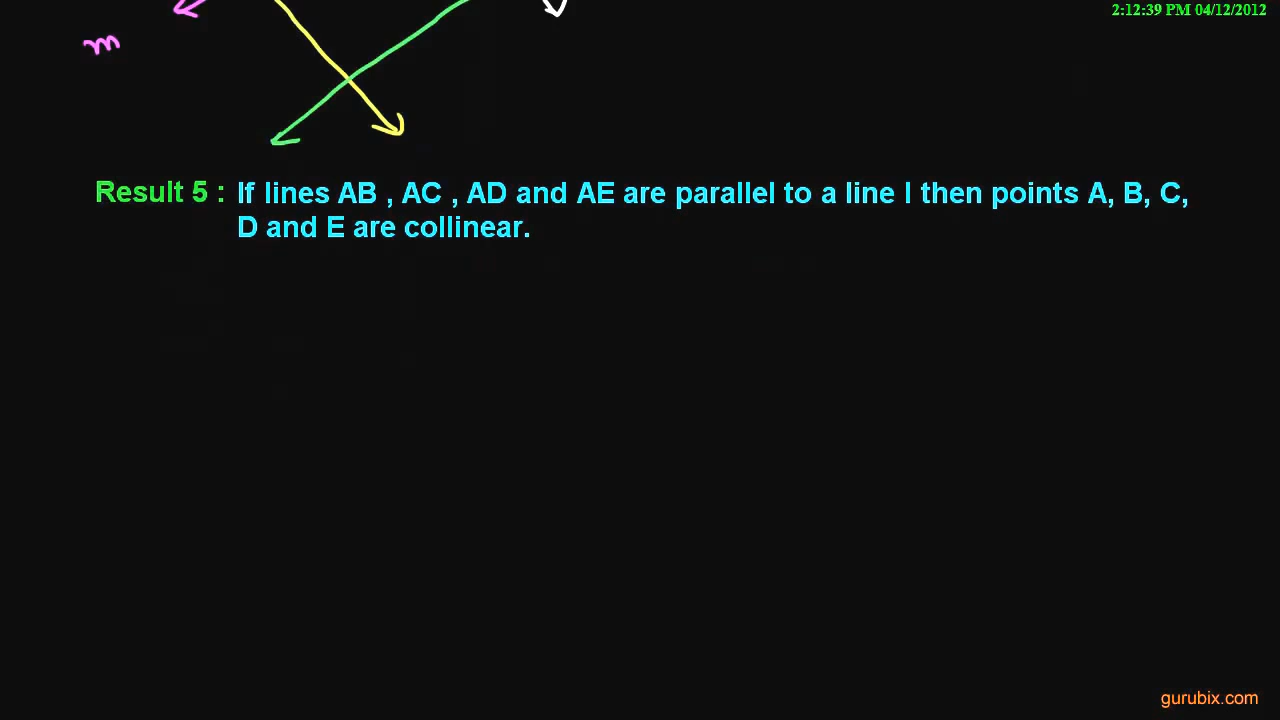 2:12:39 PM 04/12/2012
m
Result 5 : If lines AB , AC , AD and AE are parallel to a line l then points A, B, C,
D and E are collinear.
gurubix.com